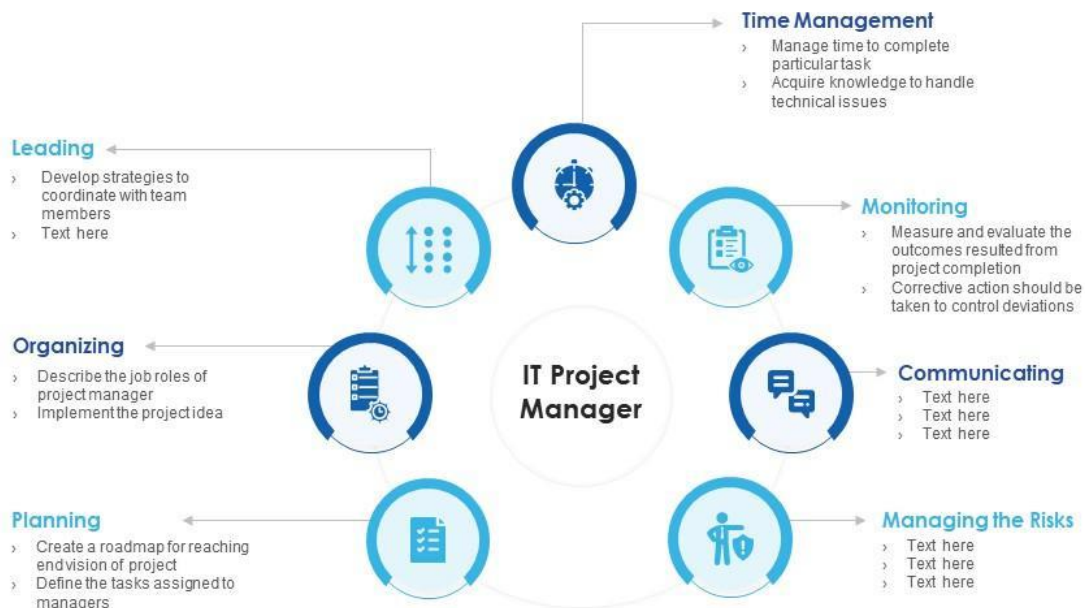 Time Management
› Manage time to complete
particular task
› Acquire knowledge to handle
technical issues
Leading
› Develop strategies to
coordinate with team
members
› Text here
Monitoring
› Measure and evaluate the
outcomes resulted from
project completion
› Corrective action should be
taken to control deviations
Organizing
› Describe the job roles of
project manager
› Implement the project idea
IT Project
Manager
Communicating
› Text here
› Text here
› Text here
Planning
› Create a roadmap for reaching
end vision of project
› Define the tasks assigned to
managers
Managing the Risks
› Text here
› Text here
› Text here